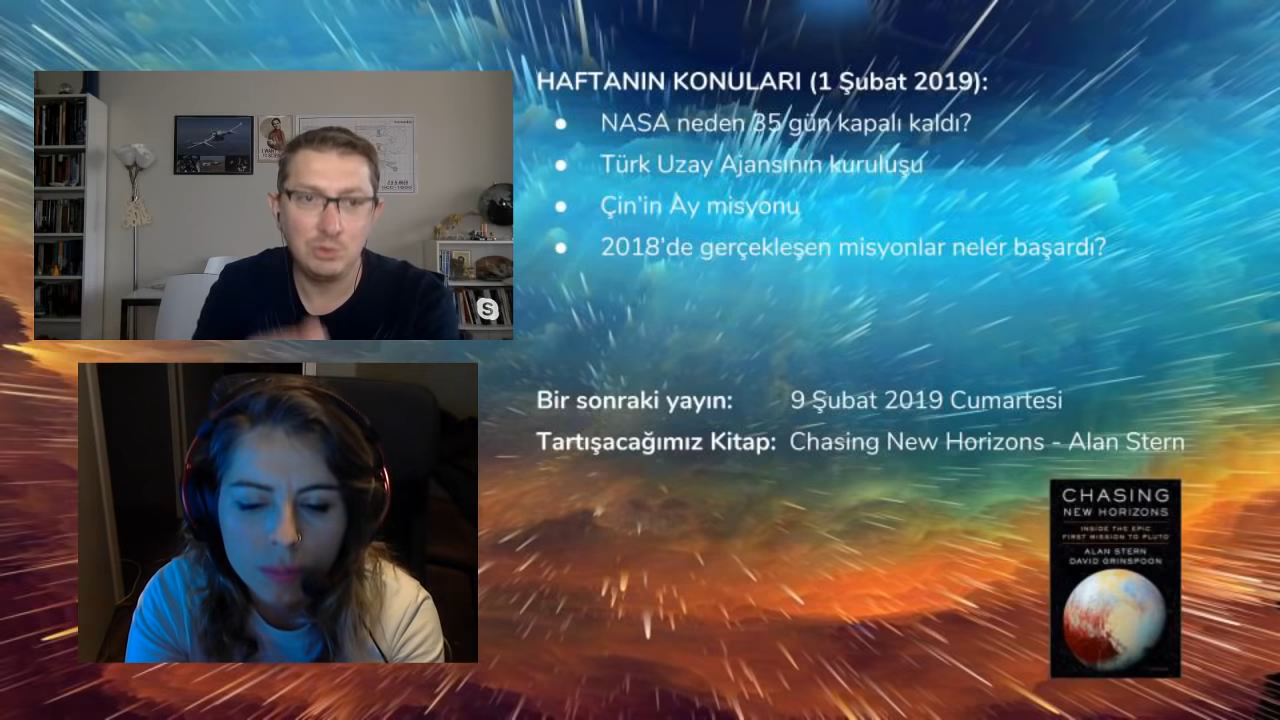 HAFTANIN KONULARI (1 Şubat 2019):
● NASA neden 35 gün kapalı kaldı?
● Türk Uzay Ajansının kuruluşu
● Çin'in Ay misyonu
● 2018'de gerçekleşen misyonlar neler başardı?
Bir sonraki yayın: 9 Şubat 2019 Cumartesi
Tartışacağımız Kitap: Chasing New Horizons - Alan Stern
CHASING
NEW HORIZONS
INSIDE THE EPIC
FIRST MISSION TO PLUTO
ALAN STERN
DAVID GRINSPOON
S